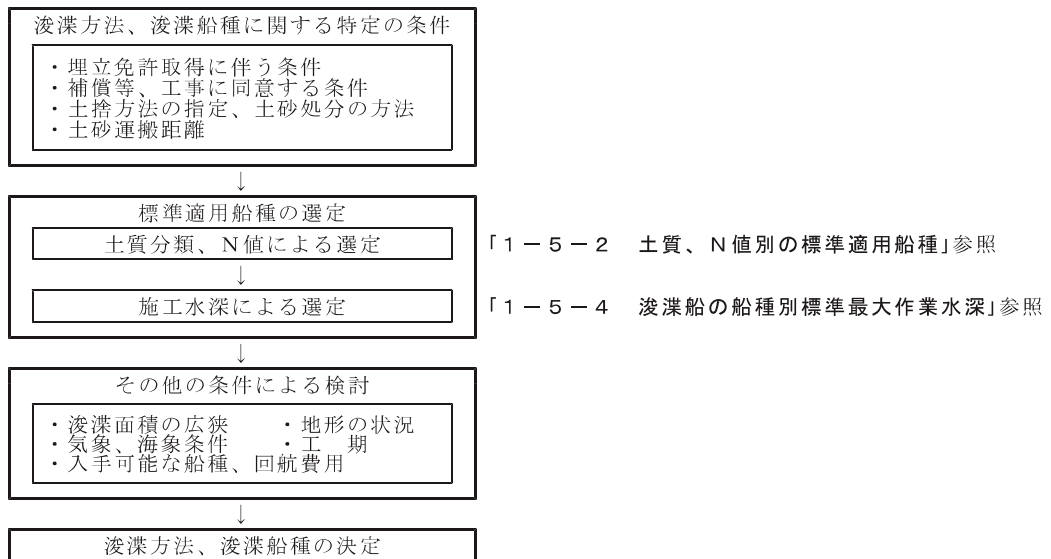 浚渫方法、浚渫船種に関する特定の条件
・埋立免許取得に伴う条件
・補償等、工事に同意する条件
・土捨方法の指定、土砂処分の方法
・土砂運搬距離
↓
標準適用船種の選定
土質分類、N値による選定
「1－5－2　土質、N値別の標準適用船種」参照
↓
施工水深による選定
「1－5－4　浚渫船の船種別標準最大作業水深」参照
↓
その他の条件による検討
・浚渫面積の広狭　・地形の状況
・気象、海象条件　・工　期
・入手可能な船種、回航費用
↓
浚渫方法、浚渫船種の決定